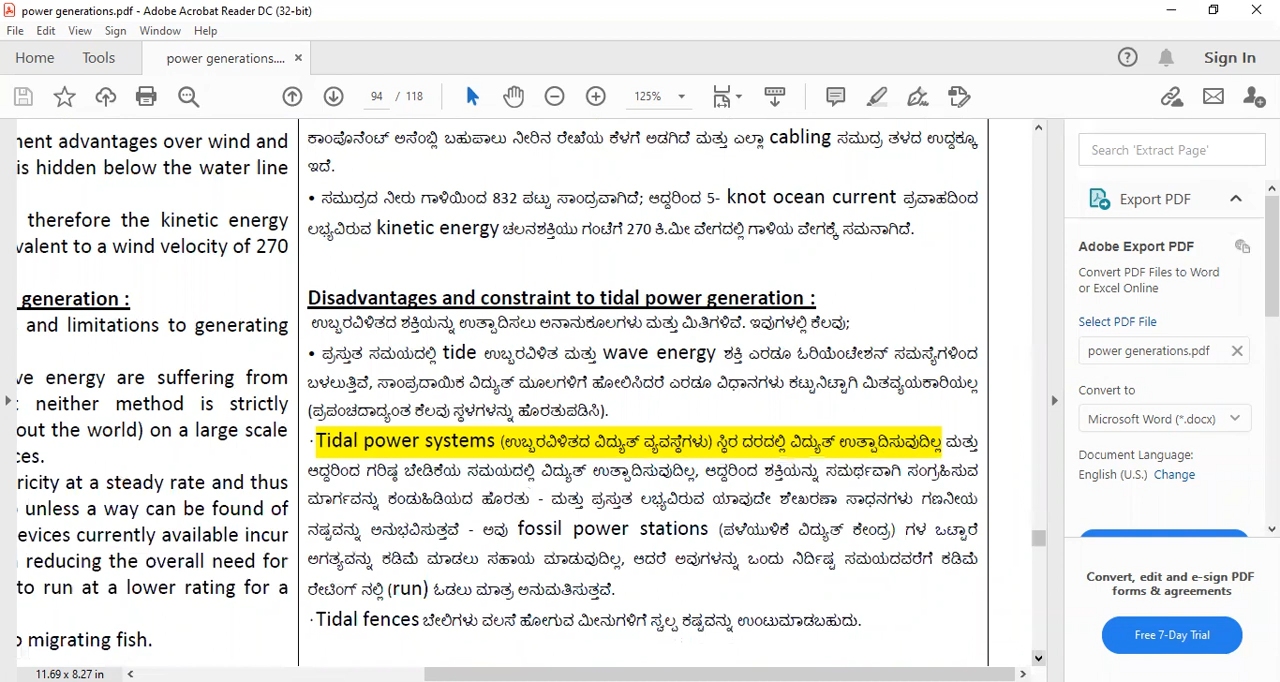 power generations.pdf - Adobe Acrobat Reader DC (32-bit)
File Edit View Sign Window Help
Home Tools power generations.... × Sign In
94 / 118 125%
nent advantages over wind and
is hidden below the water line
therefore the kinetic energy
valent to a wind velocity of 270
generation :
and limitations to generating
ve energy are suffering from
neither method is strictly
out the world) on a large scale
ces.
ricity at a steady rate and thus
unless a way can be found of
evices currently available incur
reducing the overall need for
to run at a lower rating for a
o migrating fish.
ಕಾಂಪೊನೆಂಟ್ ಅಸೆಂಬ್ಲಿ ಬಹುಪಾಲು ನೀರಿನ ರೇಖೆಯ ಕೆಳಗೆ ಅಡಗಿದೆ ಮತ್ತು ಎಲ್ಲಾ cabling ಸಮುದ್ರ ತಳದ ಉದ್ದಕ್ಕೂ
ಇದೆ.
• ಸಮುದ್ರದ ನೀರು ಗಾಳಿಯಿಂದ 832 ಪಟ್ಟು ಸಾಂದ್ರವಾಗಿದೆ; ಆದ್ದರಿಂದ 5- knot ocean current ಪ್ರವಾಹದಿಂದ
ಲಭ್ಯವಿರುವ kinetic energy ಚಲನಶಕ್ತಿಯು ಗಂಟೆಗೆ 270 ಕಿ.ಮೀ ವೇಗದಲ್ಲಿ ಗಾಳಿಯ ವೇಗಕ್ಕೆ ಸಮನಾಗಿದೆ.
Disadvantages and constraint to tidal power generation :
ಉಬ್ಬರವಿಳಿತದ ಶಕ್ತಿಯನ್ನು ಉತ್ಪಾದಿಸಲು ಅನಾನುಕೂಲಗಳು ಮತ್ತು ಮಿತಿಗಳಿವೆ. ಇವುಗಳಲ್ಲಿ ಕೆಲವು;
• ಪ್ರಸ್ತುತ ಸಮಯದಲ್ಲಿ tide ಉಬ್ಬರವಿಳಿತ ಮತ್ತು wave energy ಶಕ್ತಿ ಎರಡೂ ಓರಿಯೆಂಟೇಶನ್ ಸಮಸ್ಯೆಗಳಿಂದ
ಬಳಲುತ್ತಿವೆ, ಸಾಂಪ್ರದಾಯಿಕ ವಿದ್ಯುತ್ ಮೂಲಗಳಿಗೆ ಹೋಲಿಸಿದರೆ ಎರಡೂ ವಿಧಾನಗಳು ಕಟ್ಟುನಿಟ್ಟಾಗಿ ಮಿತವ್ಯಯಕಾರಿಯಲ್ಲ
(ಪ್ರಪಂಚದಾದ್ಯಂತ ಕೆಲವು ಸ್ಥಳಗಳನ್ನು ಹೊರತುಪಡಿಸಿ).
·Tidal power systems (ಉಬ್ಬರವಿಳಿತದ ವಿದ್ಯುತ್ ವ್ಯವಸ್ಥೆಗಳು) ಸ್ಥಿರ ದರದಲ್ಲಿ ವಿದ್ಯುತ್ ಉತ್ಪಾದಿಸುವುದಿಲ್ಲ ಮತ್ತು
ಆದ್ದರಿಂದ ಗರಿಷ್ಠ ಬೇಡಿಕೆಯ ಸಮಯದಲ್ಲಿ ವಿದ್ಯುತ್ ಉತ್ಪಾದಿಸುವುದಿಲ್ಲ, ಆದ್ದರಿಂದ ಶಕ್ತಿಯನ್ನು ಸಮರ್ಥವಾಗಿ ಸಂಗ್ರಹಿಸುವ
ಮಾರ್ಗವನ್ನು ಕಂಡುಹಿಡಿಯದ ಹೊರತು - ಮತ್ತು ಪ್ರಸ್ತುತ ಲಭ್ಯವಿರುವ ಯಾವುದೇ ಶೇಖರಣಾ ಸಾಧನಗಳು ಗಣನೀಯ
ನಷ್ಟವನ್ನು ಅನುಭವಿಸುತ್ತವೆ - ಅವು fossil power stations (ಪಳೆಯುಳಿಕೆ ವಿದ್ಯುತ್ ಕೇಂದ್ರ) ಗಳ ಒಟ್ಟಾರೆ
ಅಗತ್ಯವನ್ನು ಕಡಿಮೆ ಮಾಡಲು ಸಹಾಯ ಮಾಡುವುದಿಲ್ಲ, ಆದರೆ ಅವುಗಳನ್ನು ಒಂದು ನಿರ್ದಿಷ್ಟ ಸಮಯದವರೆಗೆ ಕಡಿಮೆ
ರೇಟಿಂಗ್ ನಲ್ಲಿ (run) ಓಡಲು ಮಾತ್ರ ಅನುಮತಿಸುತ್ತವೆ.
·Tidal fences ಬೇಲಿಗಳು ವಲಸೆ ಹೋಗುವ ಮೀನುಗಳಿಗೆ ಸ್ವಲ್ಪ ಕಷ್ಟವನ್ನು ಉಂಟುಮಾಡಬಹುದು.
11.69 x 8.27 in
Search 'Extract Page'
Export PDF
Adobe Export PDF
Convert PDF Files to Word
or Excel Online
Select PDF File
power generations.pdf ×
Convert to
Microsoft Word (*.docx)
Document Language:
English (U.S.) Change
Convert, edit and e-sign PDF
forms & agreements
Free 7-Day Trial